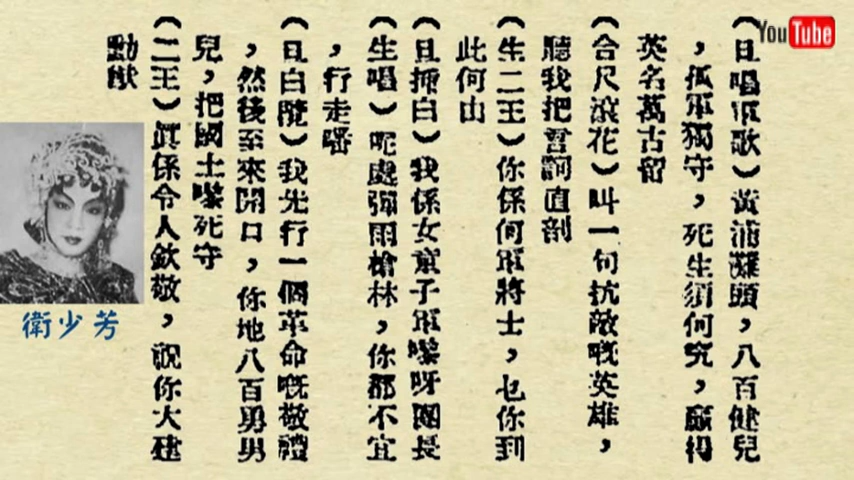 YouTube
（旦唱軍歌）黃浦灘頭，八百健兒
，孤軍獨守，死生須何究，贏得
英名萬古留
（合尺滾花）叫一句抗敵嘅英雄，
聽我把言詞直剖
（生二王）你係何軍將士，乜你到
此何由
（旦揷白）我係女童子軍嚟呀團長
（生唱）呢處彈雨槍林，你都不宜
，行走喎
（旦白欖）我先行一個革命嘅敬禮
，然後至來開口，你地八百勇男
兒，把國土嚟死守
（二王）眞係令人欽敬，祝你大建
勳猷
衛少芳